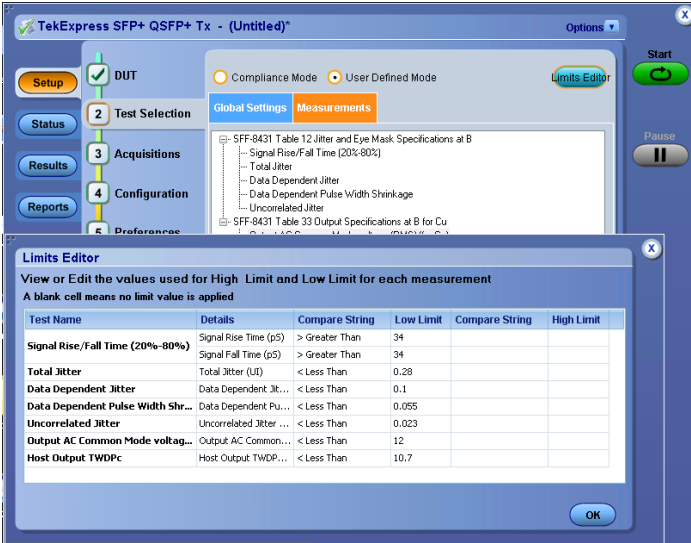 TekExpress SFP+ QSFP+ Tx - (Untitled)*
Options
Start
Setup
DUT
Compliance Mode
User Defined Mode
Limits Editor
2 Test Selection
Global Settings
Measurements
Status
SFF-8431 Table 12 Jitter and Eye Mask Specifications at B
Pause
3 Acquisitions
Signal Rise/Fall Time (20%-80%)
Total Jitter
Results
Data Dependent Jitter
4 Configuration
Data Dependent Pulse Width Shrinkage
Reports
Uncorrelated Jitter
SFF-8431 Table 33 Output Specifications at B for Cu
5 Preferences
Limits Editor
View or Edit the values used for High Limit and Low Limit for each measurement
A blank cell means no limit value is applied
Test Name Details Compare String Low Limit Compare String High Limit
Signal Rise/Fall Time (20%-80%) Signal Rise Time (pS) > Greater Than 34
Signal Fall Time (pS) > Greater Than 34
Total Jitter Total Jitter (UI) < Less Than 0.28
Data Dependent Jitter Data Dependent Jit... < Less Than 0.1
Data Dependent Pulse Width Shr... Data Dependent Pu... < Less Than 0.055
Uncorrelated Jitter Uncorrelated Jitter ... < Less Than 0.023
Output AC Common Mode voltag... Output AC Common... < Less Than 12
Host Output TWDPc Host Output TWDP... < Less Than 10.7
OK